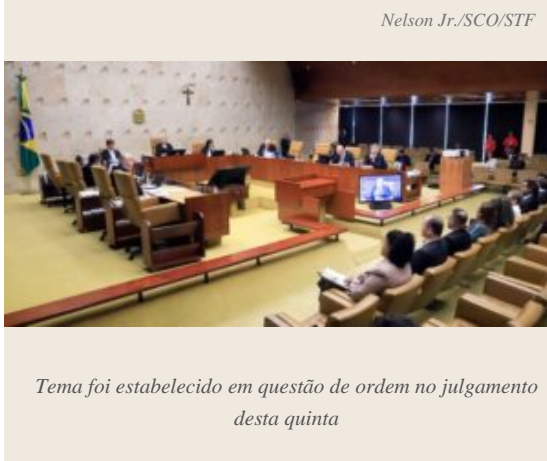 Nelson Jr./SCO/STF
Tema foi estabelecido em questão de ordem no julgamento
desta quinta